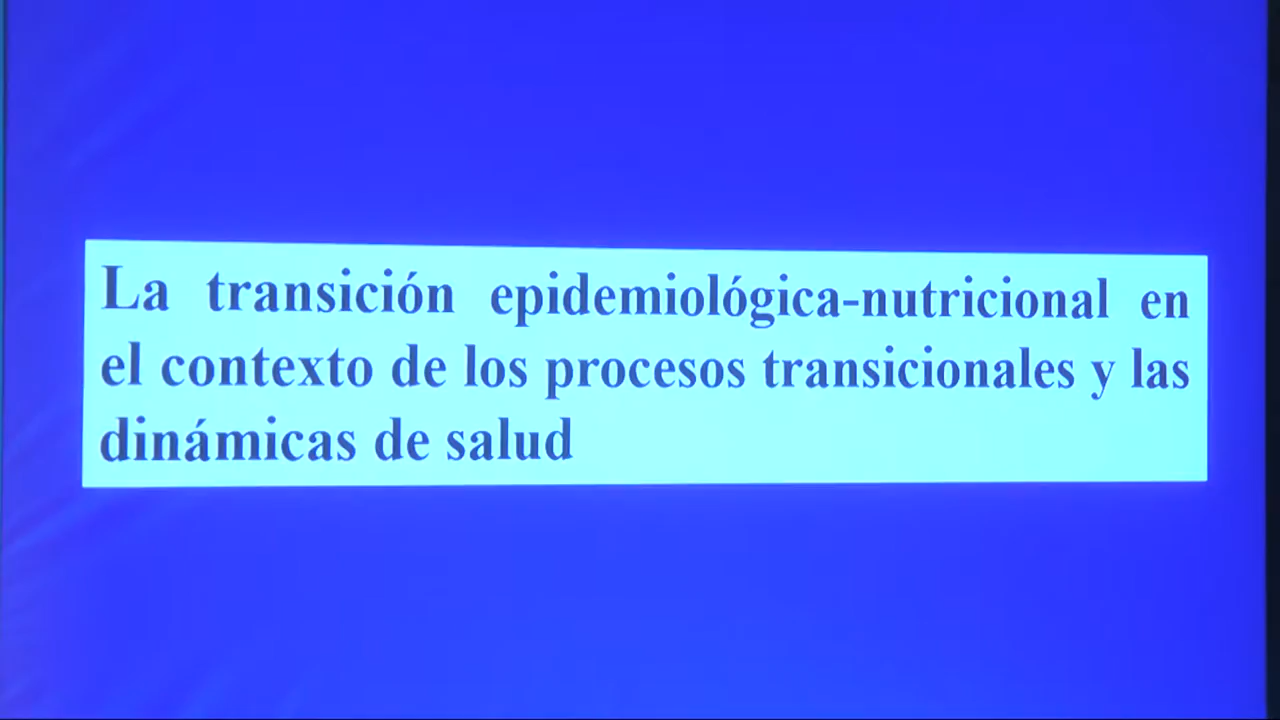 La transición epidemiológica-nutricional en
el contexto de los procesos transicionales y las
dinámicas de salud